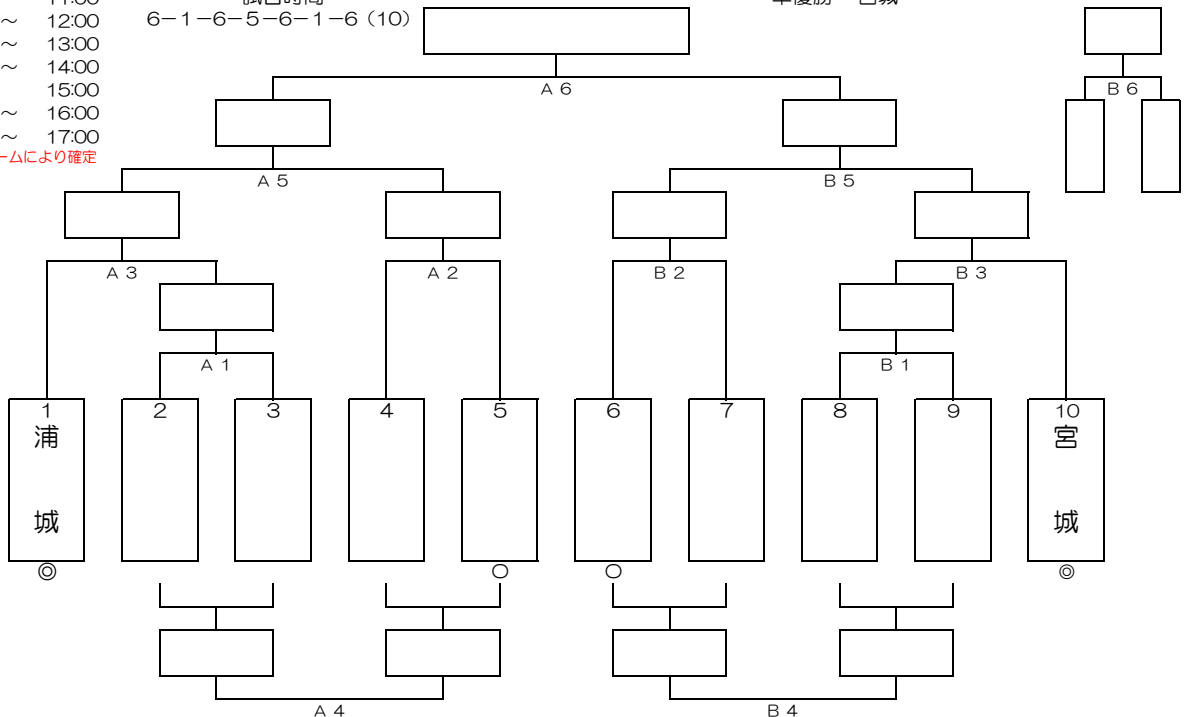 ～ 12:00
6－1－6－5－6－1－6（10）
～ 13:00
～ 14:00
15:00
～ 16:00
～ 17:00
ームにより確定
A 6
B 6
A 5
B 5
A 3
A 2
B 2
B 3
A 1
B 1
1 2 3 4 5 6 7 8 9 10
浦城
宮城
◎ ○ ○ ◎
A 4
B 4